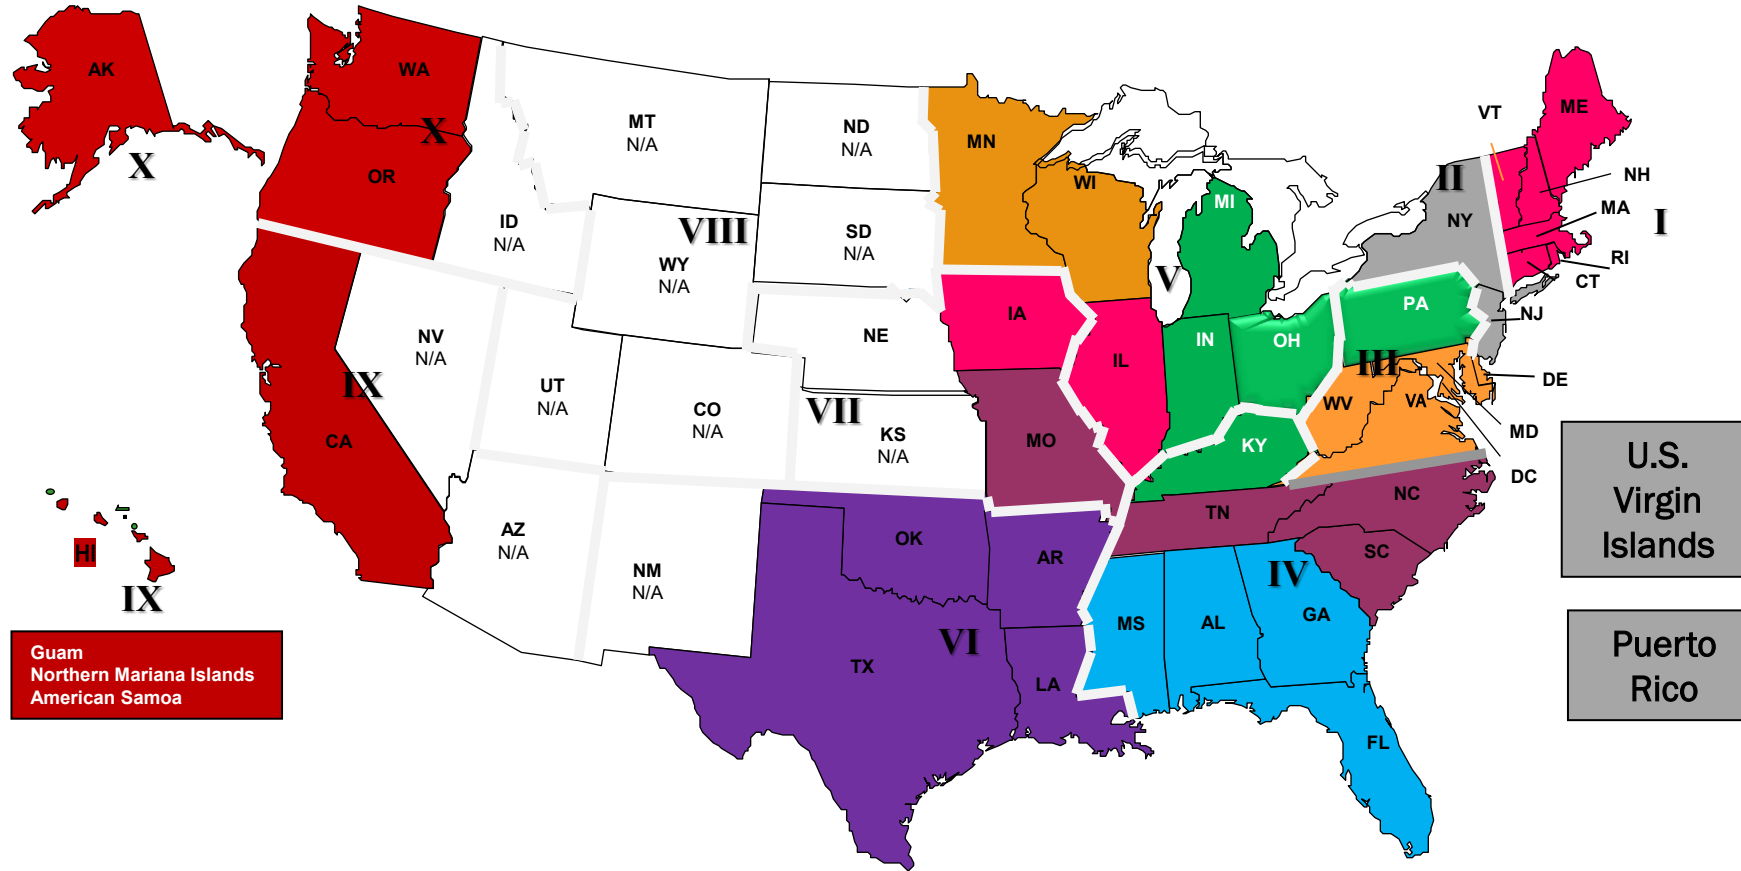 AK
X
WA
X
OR
MT
N/A
ND
N/A
MN
WI
MI
VT
ME
NH
II
NY
MA
I
RI
CT
ID
N/A
VIII
SD
N/A
WY
N/A
V
IA
IL
IN
OH
PA
NJ
NV
N/A
NE
III
DE
IX
UT
N/A
CO
N/A
VII
KS
N/A
WV
VA
MD
DC
CA
MO
KY
U.S.
Virgin
Islands
NC
TN
SC
HI
IX
AZ
N/A
NM
N/A
OK
AR
IV
MS
AL
GA
VI
TX
LA
FL
Guam
Northern Mariana Islands
American Samoa
Puerto
Rico